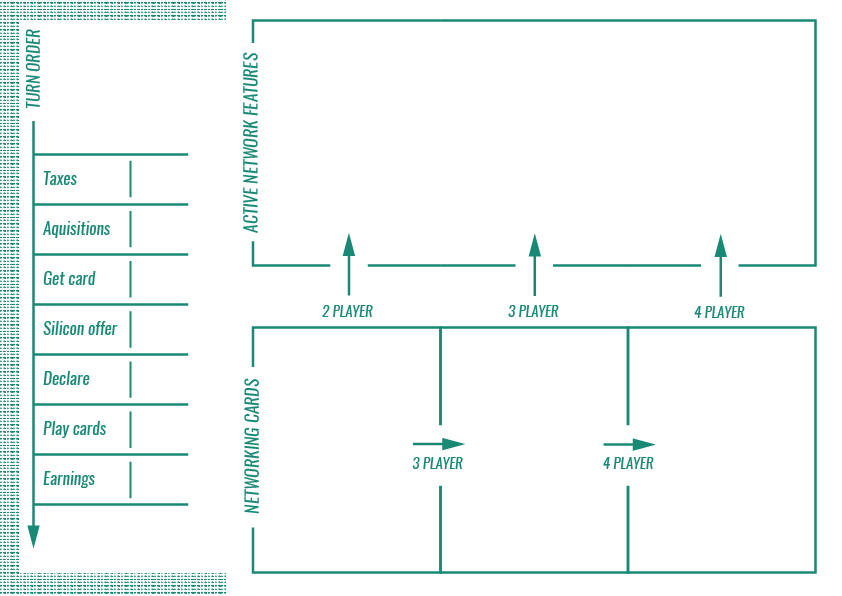 TURN ORDER
Taxes
Aquisitions
Get card
Silicon offer
Declare
Play cards
Earnings
ACTIVE NETWORK FEATURES
2 PLAYER
3 PLAYER
4 PLAYER
NETWORKING CARDS
3 PLAYER
4 PLAYER